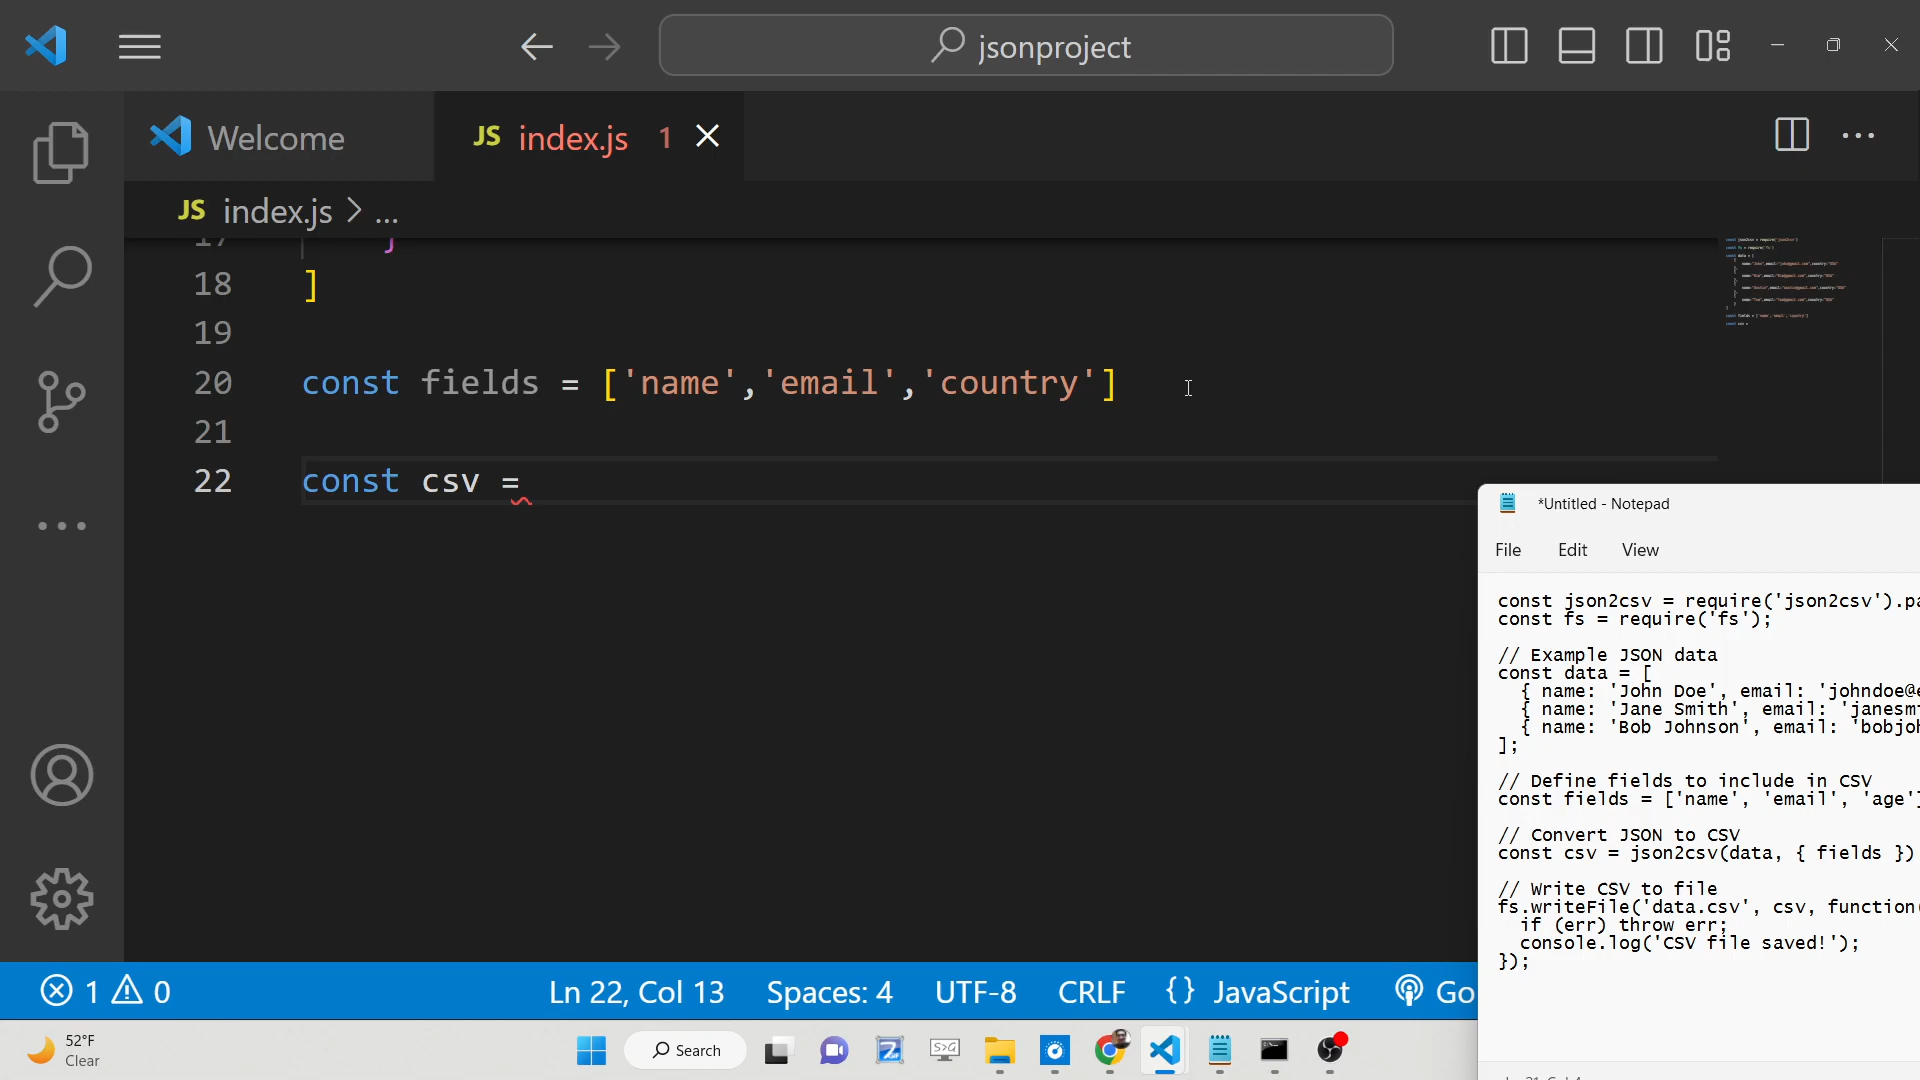 jsonproject
Welcome
JS index.js 1
JS index.js > ...
17 }
18 ]
19
20 const fields = ['name','email','country']
21
22 const csv =
*Untitled - Notepad
File Edit View
const json2csv = require('json2csv').pa
const fs = require('fs');
// Example JSON data
const data = [
{ name: 'John Doe', email: 'johndoe@e
{ name: 'Jane Smith', email: 'janesmi
{ name: 'Bob Johnson', email: 'bobjoh
];
// Define fields to include in CSV
const fields = ['name', 'email', 'age']
// Convert JSON to CSV
const csv = json2csv(data, { fields })
// Write CSV to file
fs.writeFile('data.csv', csv, function(
if (err) throw err;
console.log('CSV file saved!');
});
1 0 Ln 22, Col 13 Spaces: 4 UTF-8 CRLF {} JavaScript Go
52°F
Clear
Search